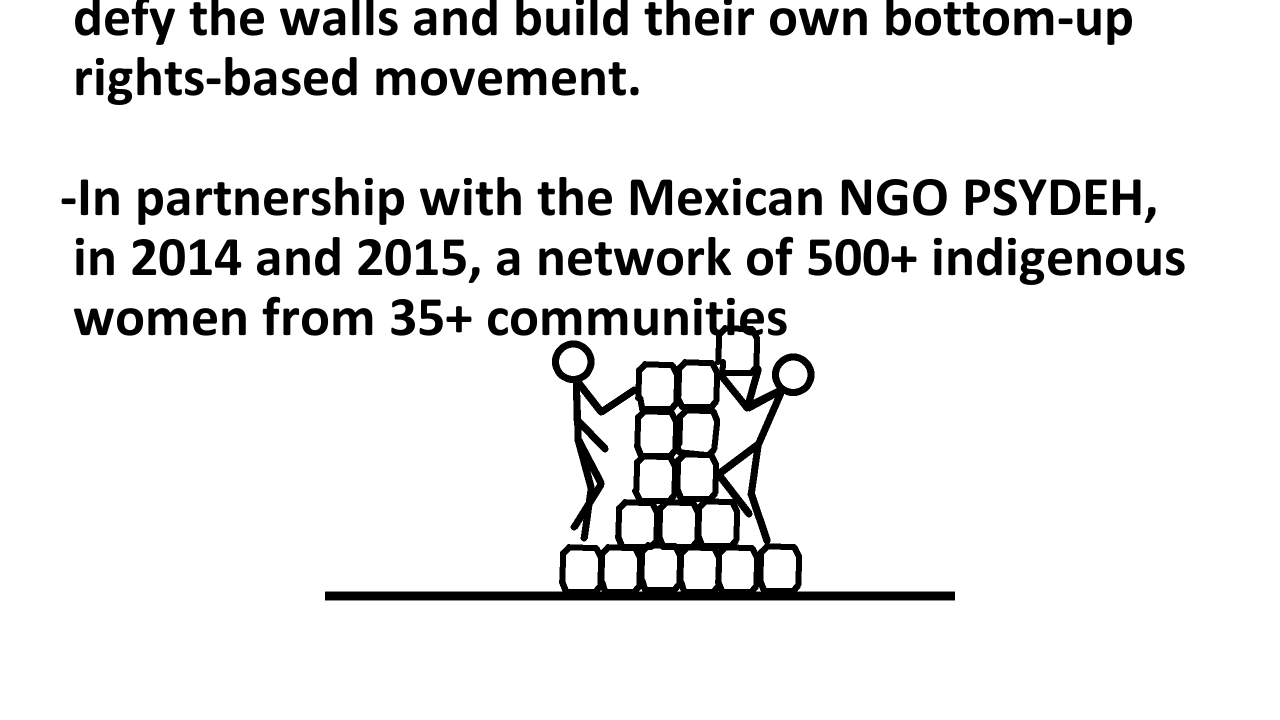 defy the walls and build their own bottom-up
rights-based movement.
-In partnership with the Mexican NGO PSYDEH,
in 2014 and 2015, a network of 500+ indigenous
women from 35+ communities